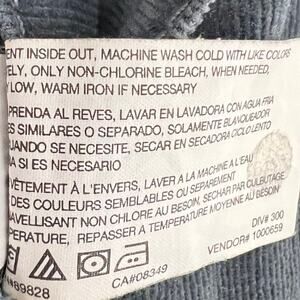 ENT INSIDE OUT, MACHINE WASH COLD WITH LIKE COLORS
ELY, ONLY NON-CHLORINE BLEACH, WHEN NEEDED,
LOW, WARM IRON IF NECESSARY
PRENDA AL REVES, LAVAR EN LAVADORA CON AGUA FRIA
ES SIMILARES O SEPARADO, SOLAMENTE BLANQUEADOR
UANDO SE NECESITE, SECAR EN SECADORA CICLO LENTO
A SI ES NECESARIO
VÊTEMENT À L'ENVERS, LAVER A LA MACHINE À L'EAU
DES COULEURS SEMBLABLES OU SEPAREMENT
AVELLISANT NON CHLORE AU BESOIN, SECHER PAR CULBUTAGE
PERATURE, REPASSER A TEMPERATURE MOYENNE AU BESOIN
DIV# 300
CA#08349
VENDOR# 1000659
#89828